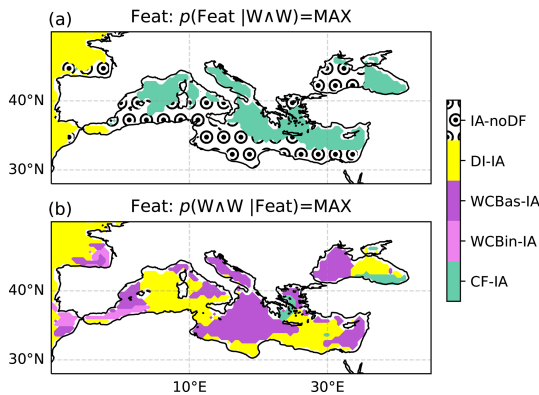 (a) Feat: p(Feat |W∧W)=MAX
40°N
30°N
(b) Feat: p(W∧W |Feat)=MAX
40°N
30°N
10°E 30°E
IA-noDF
DI-IA
WCBas-IA
WCBin-IA
CF-IA